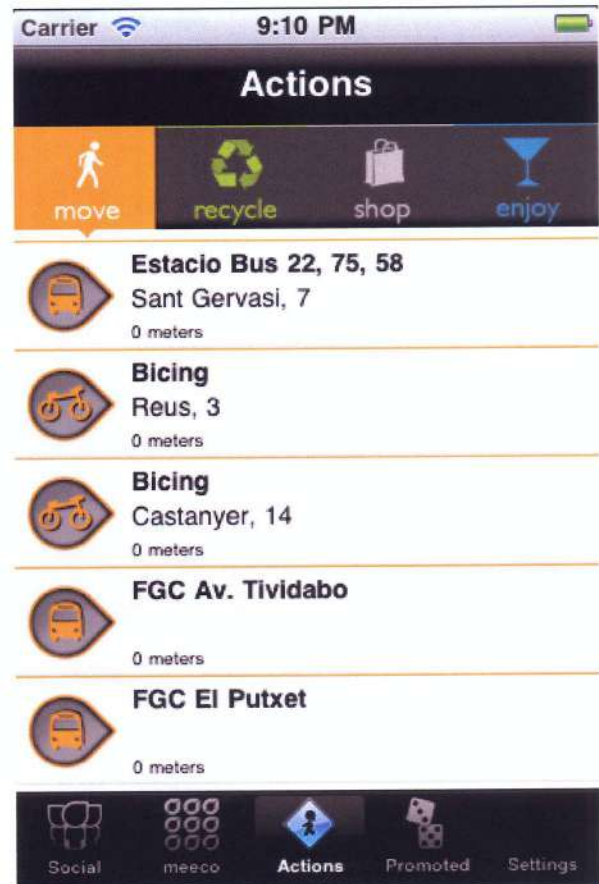 Carrier 9:10 PM
Actions
move recycle shop enjoy
Estacio Bus 22, 75, 58
Sant Gervasi, 7
0 meters
Bicing
Reus, 3
0 meters
Bicing
Castanyer, 14
0 meters
FGC Av. Tividabo
0 meters
FGC El Putxet
0 meters
Social meeco Actions Promoted Settings